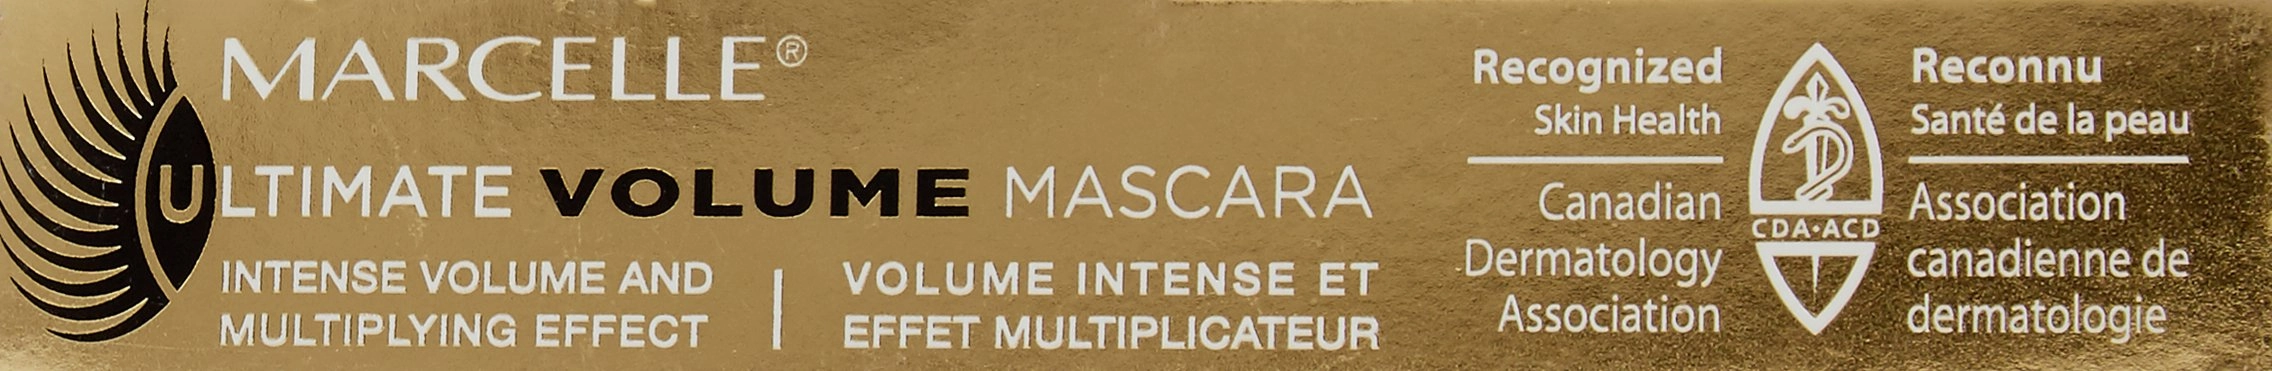 MARCELLE®
ULTIMATE VOLUME MASCARA
INTENSE VOLUME AND
MULTIPLYING EFFECT
VOLUME INTENSE ET
EFFET MULTIPLICATEUR
Recognized
Skin Health
Canadian
Dermatology
Association
CDA·ACD
Reconnu
Santé de la peau
Association
canadienne de
dermatologie